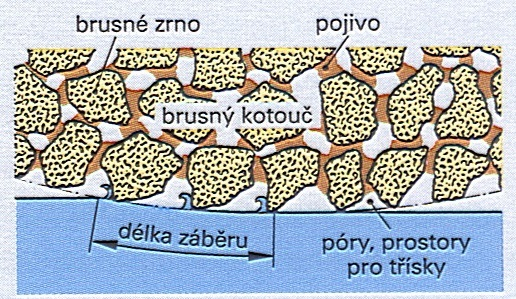 brusné zrno
pojivo
brusný kotouč
délka záběru
póry, prostory
pro třísky